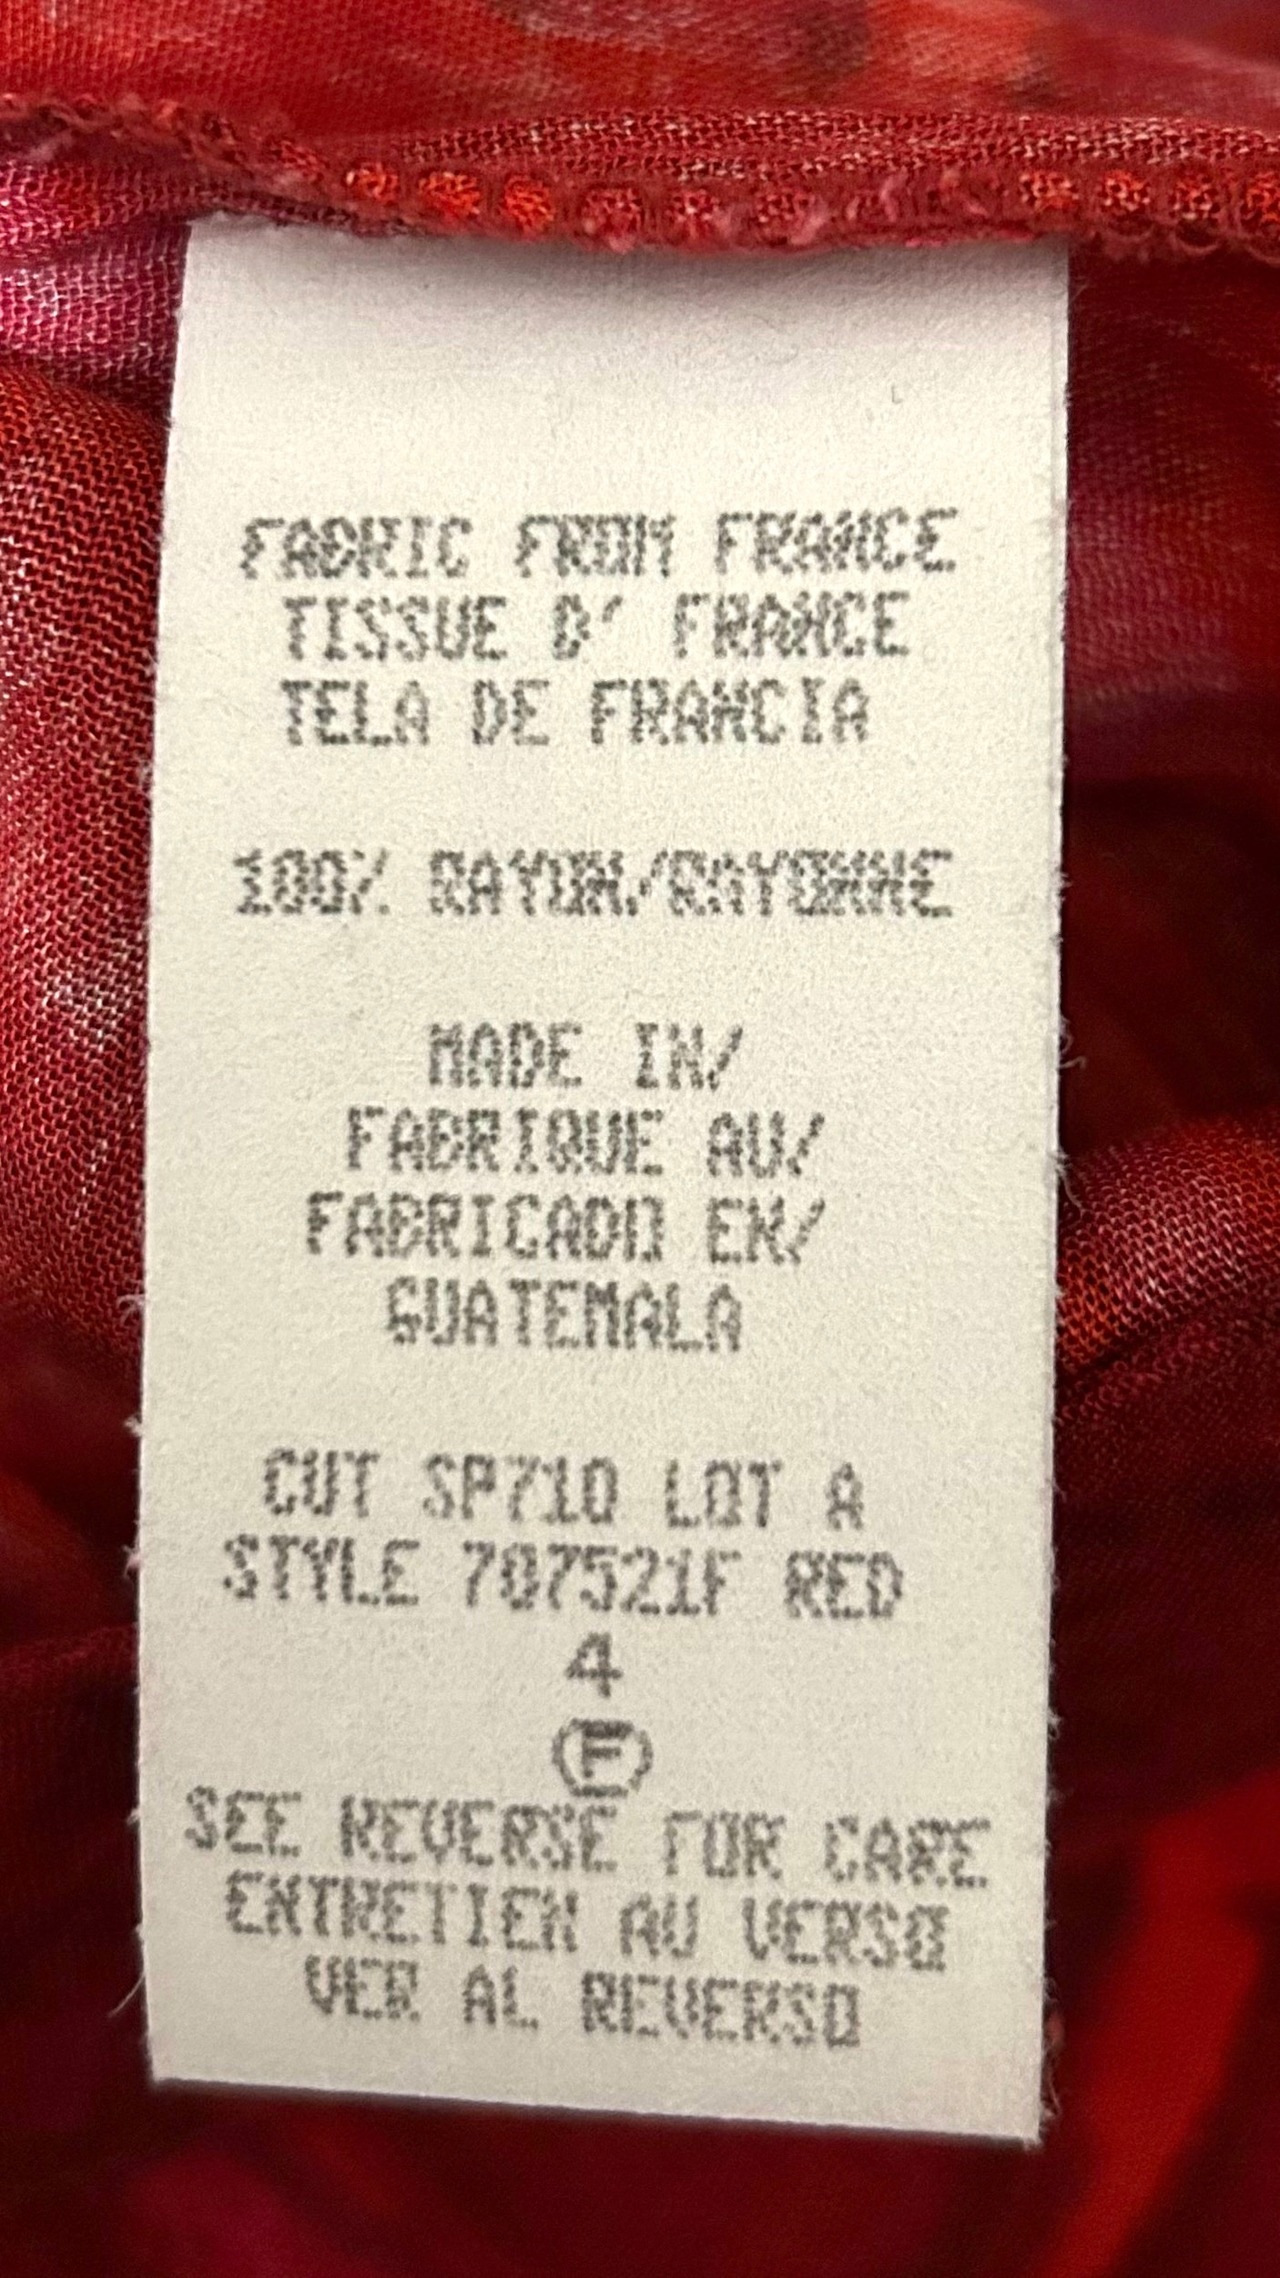 FABRIC FROM FRANCE
TISSUE D' FRANCE
TELA DE FRANCIA
100% RAYON/RAYONNE
MADE IN/
FABRIQUE AU/
FABRICADO EN/
GUATEMALA
CUT SP710 LOT A
STYLE 707521F RED
4
F
SEE REVERSE FOR CARE
ENTRETIEN AU VERSO
VER AL REVERSO